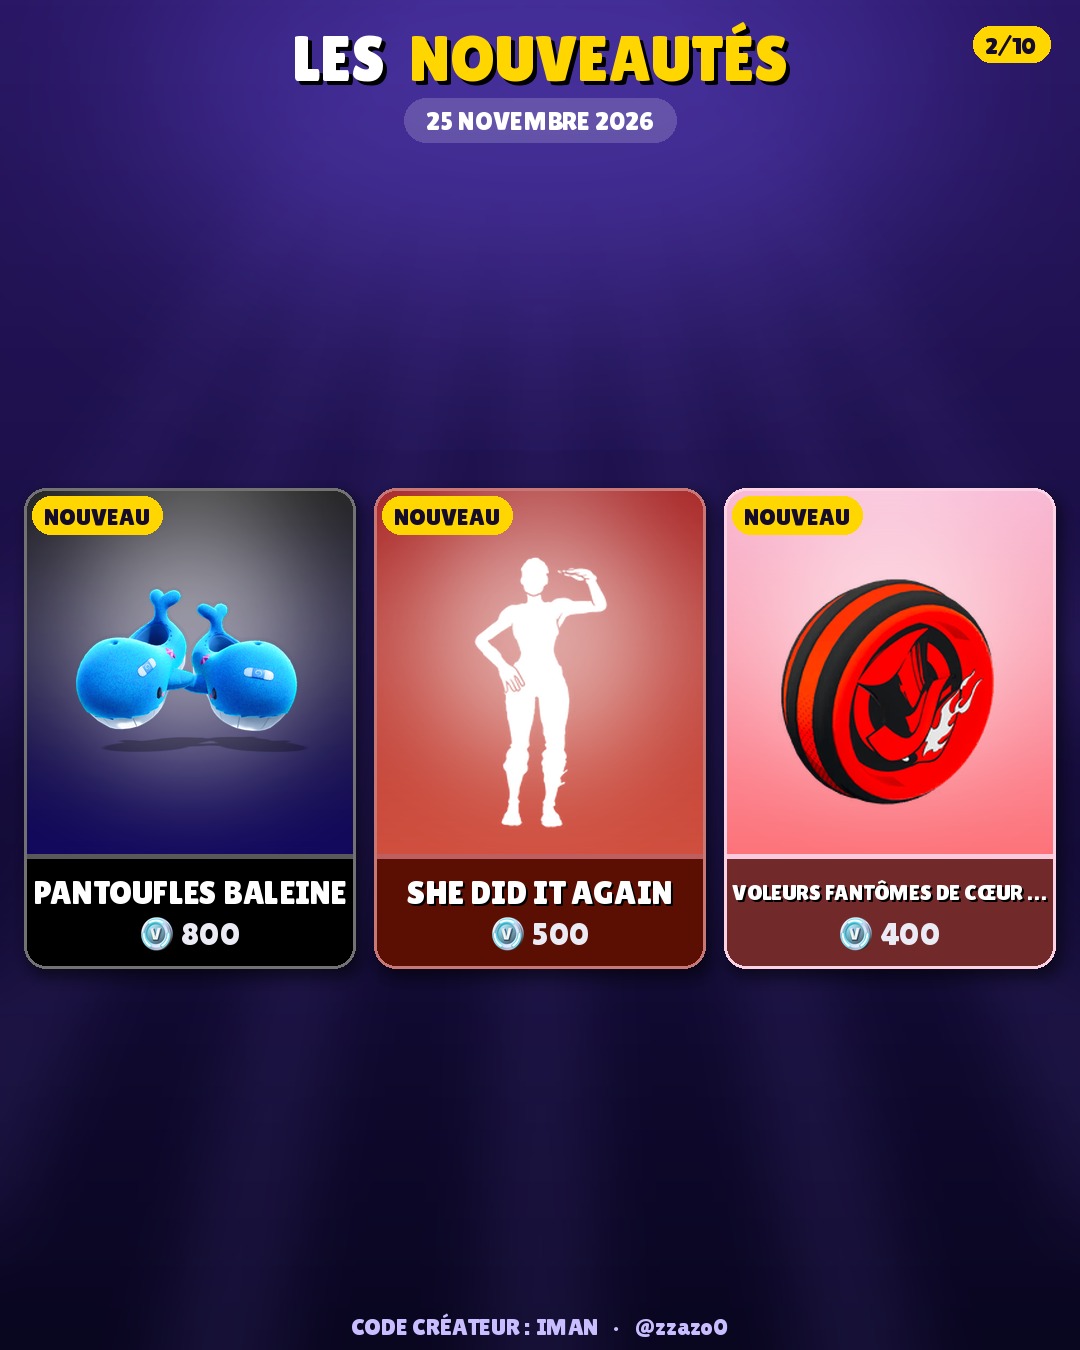 LES NOUVEAUTÉS
2/10
25 NOVEMBRE 2026
NOUVEAU
NOUVEAU
NOUVEAU
PANTOUFLES BALEINE
800
SHE DID IT AGAIN
500
VOLEURS FANTÔMES DE CŒUR ...
400
CODE CRÉATEUR : IMAN · @zzazo0